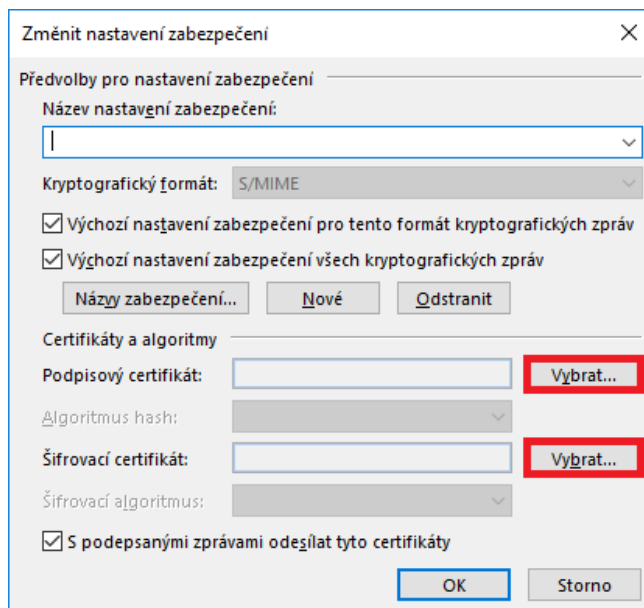 Změnit nastavení zabezpečení
Předvolby pro nastavení zabezpečení
Název nastavení zabezpečení:
Kryptografický formát: S/MIME
Výchozí nastavení zabezpečení pro tento formát kryptografických zpráv
Výchozí nastavení zabezpečení všech kryptografických zpráv
Názvy zabezpečení... Nové Odstranit
Certifikáty a algoritmy
Podpisový certifikát: Vybrat...
Algoritmus hash:
Šifrovací certifikát: Vybrat...
Šifrovací algoritmus:
S podepsanými zprávami odesílat tyto certifikáty
OK Storno